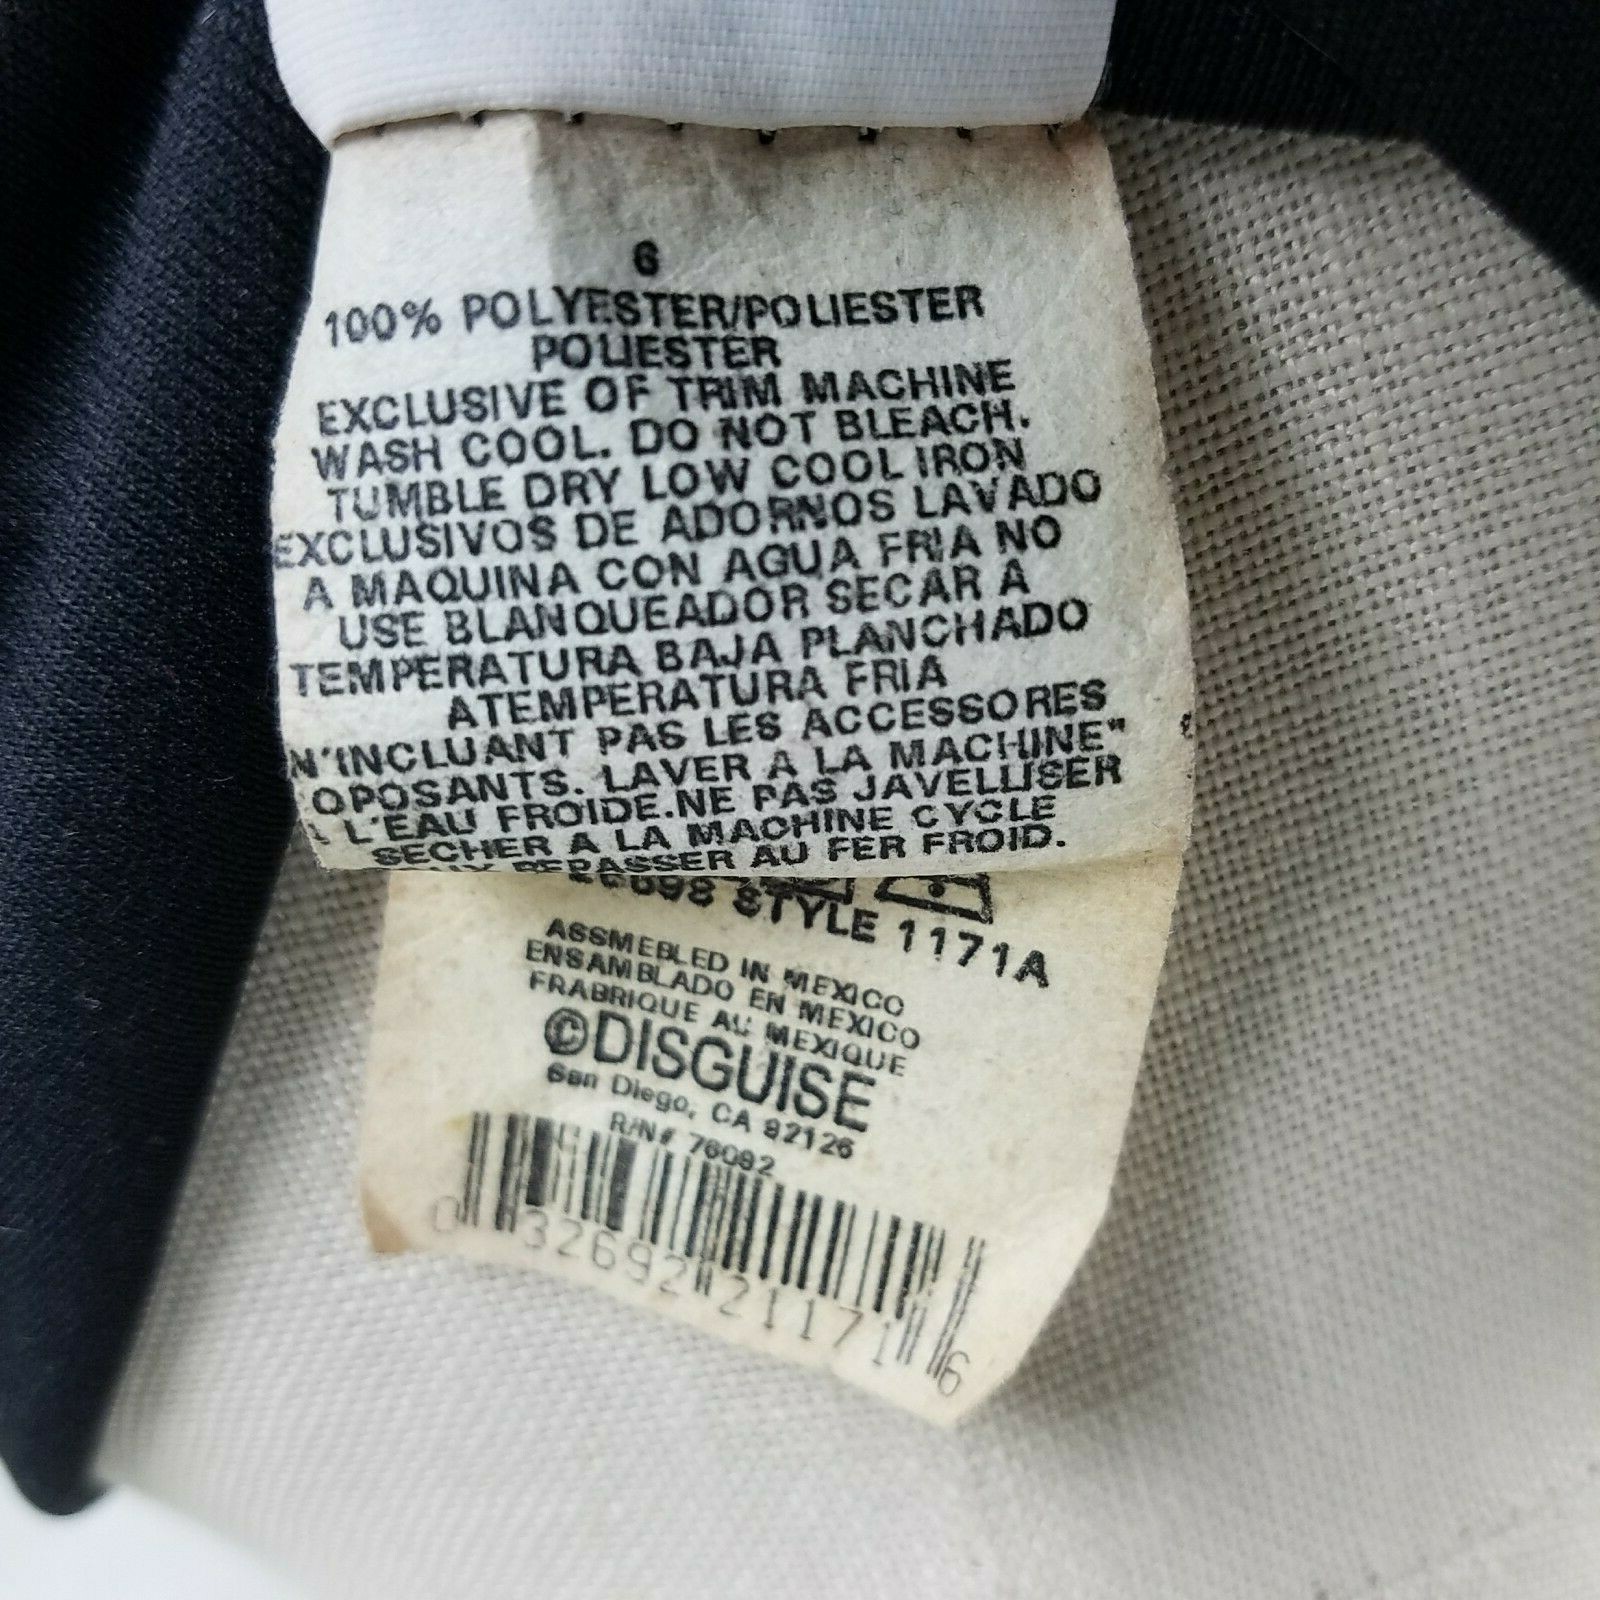 6
100% POLYESTER/POLIESTER
POLIESTER
EXCLUSIVE OF TRIM MACHINE
WASH COOL. DO NOT BLEACH.
TUMBLE DRY LOW COOL IRON
EXCLUSIVOS DE ADORNOS LAVADO
A MAQUINA CON AGUA FRIA NO
USE BLANQUEADOR SECAR A
TEMPERATURA BAJA PLANCHADO
ATEMPERATURA FRIA
N'INCLUANT PAS LES ACCESSORES
OPOSANTS. LAVER A LA MACHINE"
L'EAU FROIDE.NE PAS JAVELLISER
SECHER A LA MACHINE CYCLE
REPASSER AU FER FROID.
STYLE 1171A
ASSMEBLED IN MEXICO
ENSAMBLADO EN MEXICO
FRABRIQUE AU MEXIQUE
©DISGUISE
San Diego, CA 92126
R/N# 76092
0 32692 21171 6